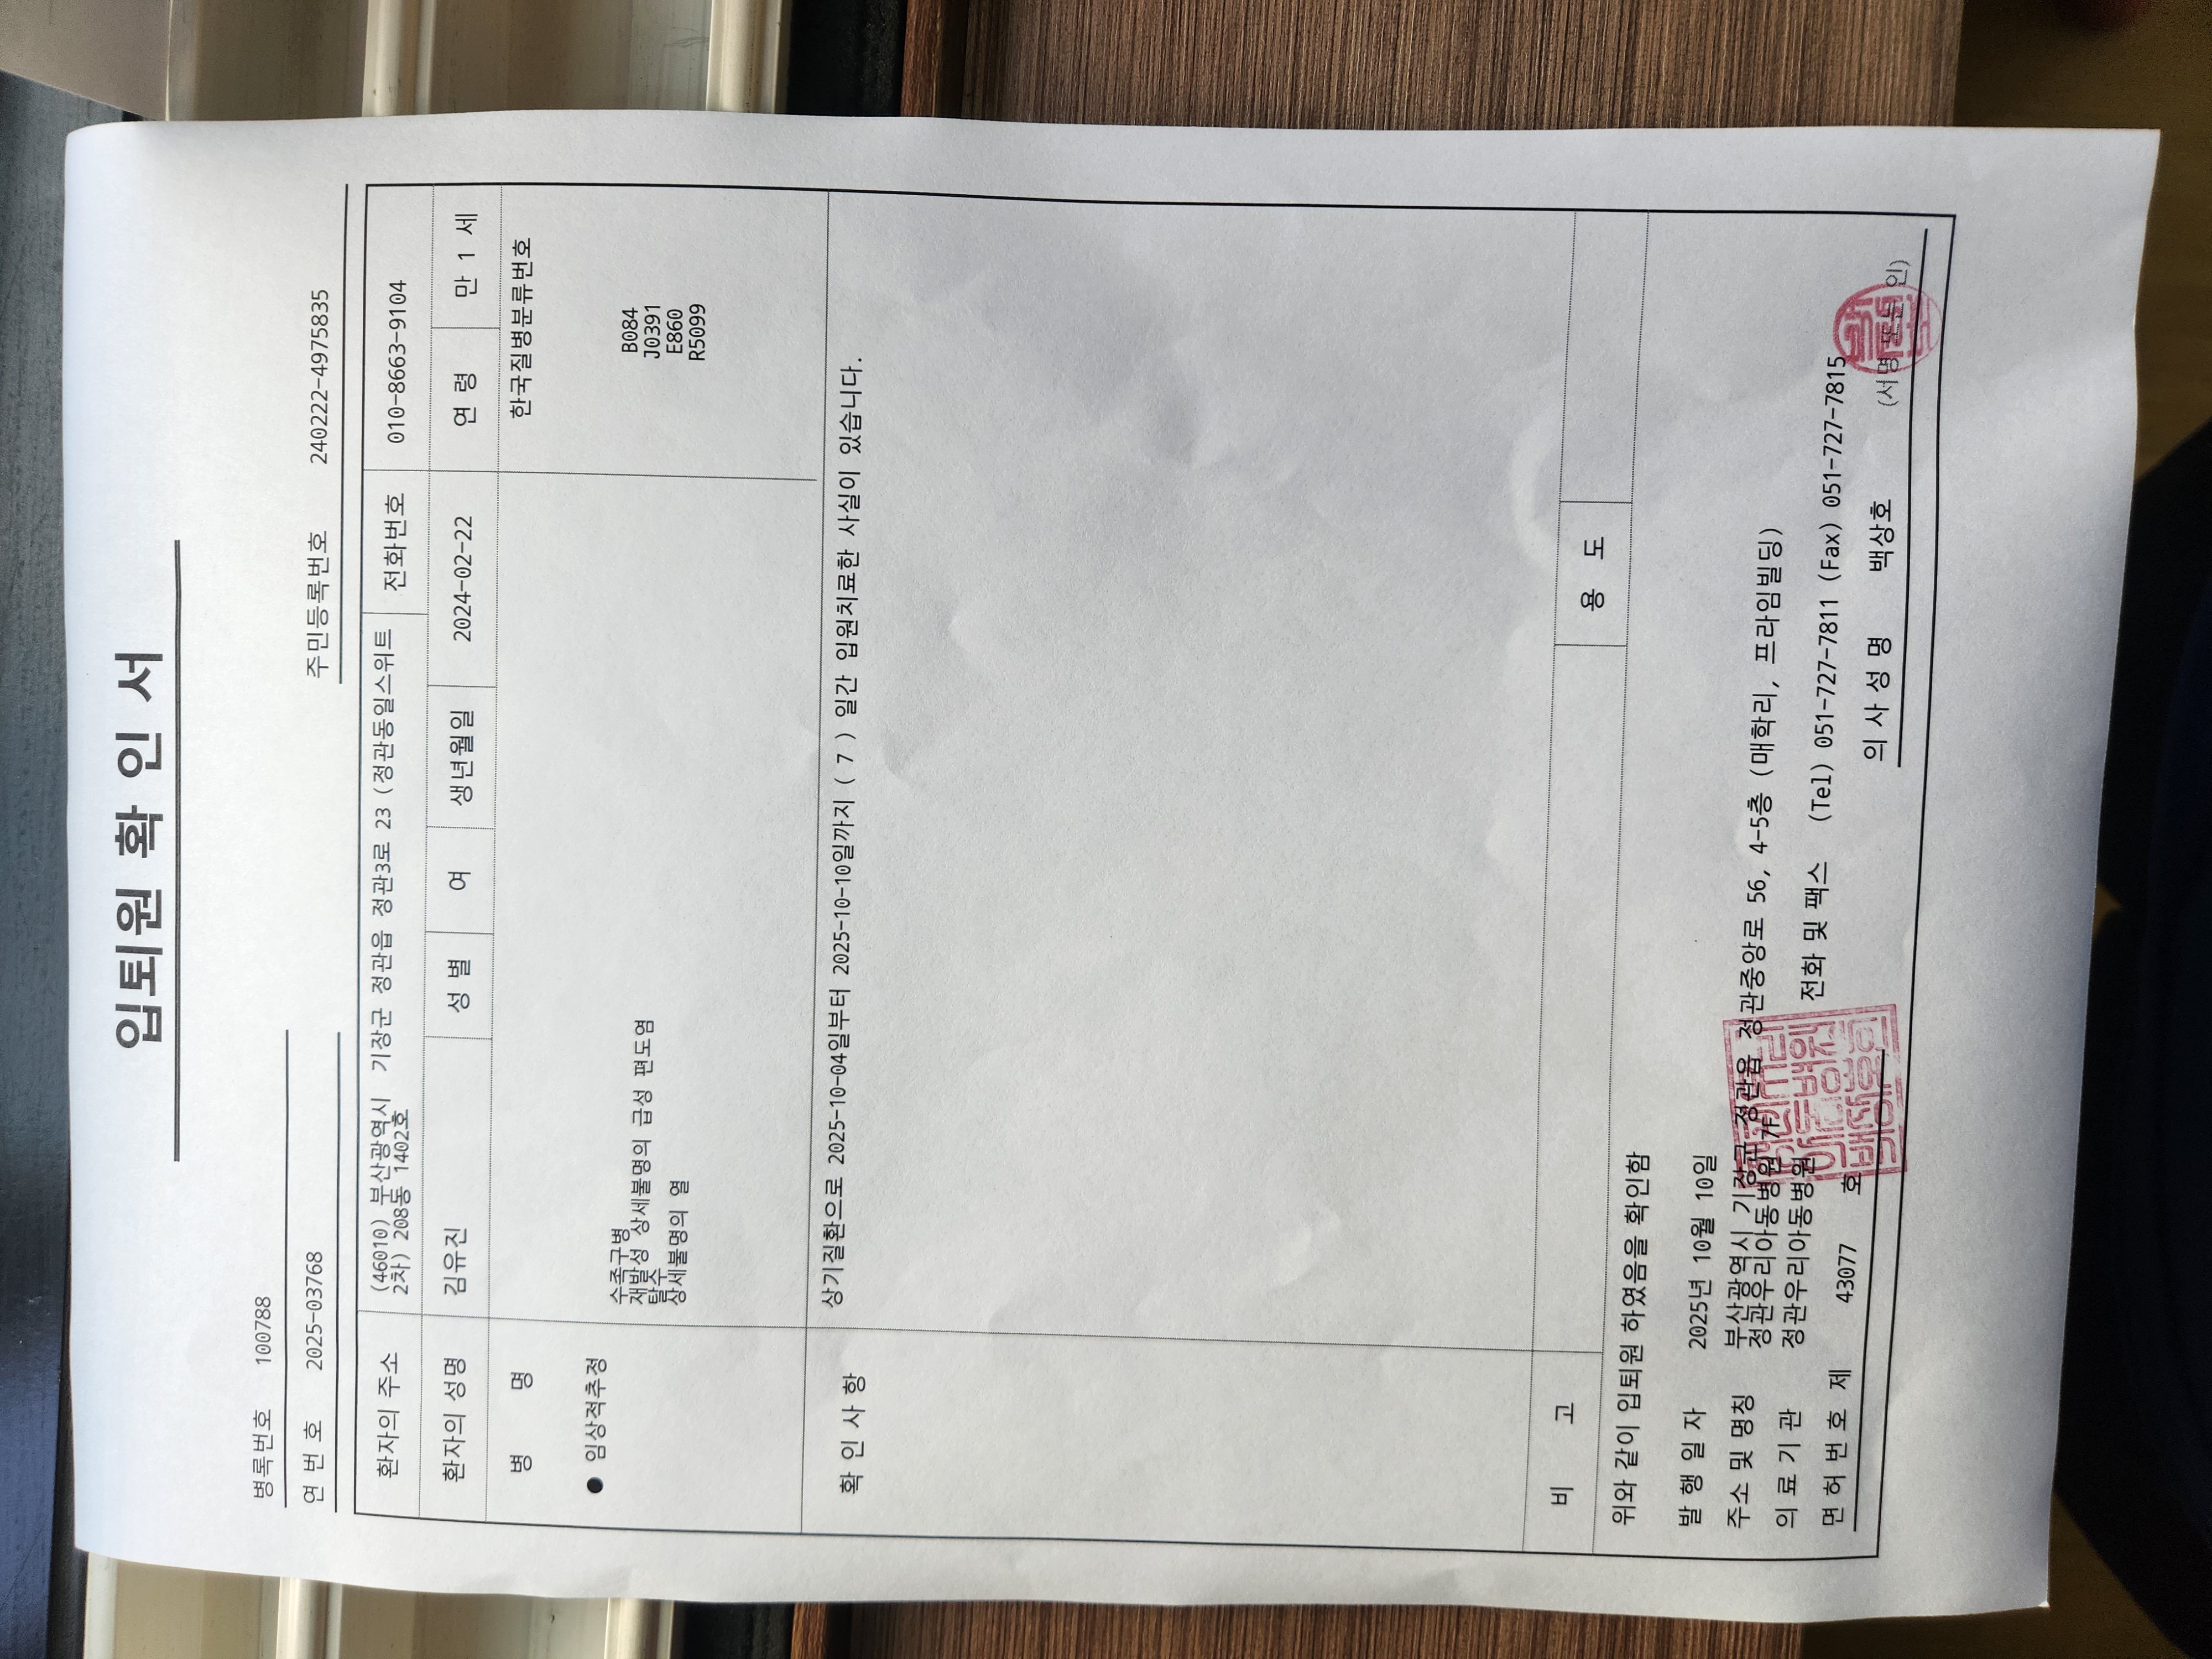 입퇴원 확 인 서
병록번호 100788
연 번 호 2025-03768 주민등록번호 240222-4975835
환자의 주소 (46010) 부산광역시 기장군 정관읍 정관3로 23 (정관동일스위트 전화번호 010-8663-9104
2차) 208동 1402호
환자의 성명 김유진 성 별 여 생년월일 2024-02-22 연 령 만 1 세
병 명 한국질병분류번호
● 임상적추정
수족구병 B084
재발성 상세불명의 급성 편도염 J0391
탈수 E860
상세불명의 열 R5099
확 인 사 항 상기질환으로 2025-10-04일부터 2025-10-10일까지 ( 7 ) 일간 입원치료한 사실이 있습니다.
비 고 용 도
위와 같이 입퇴원 하였음을 확인함
발 행 일 자 2025년 10월 10일
주소 및 명칭 부산광역시 기장군 정관읍 정관중앙로 56, 4-5층 (매학리, 프라임빌딩)
정관우리아동병원 7F
의 료 기 관 정관우리아동병원 전화 및 팩스 (Tel) 051-727-7811 (Fax) 051-727-7815
면 허 번 호 제 43077 호 의 사 성 명 백상호 (서명 또는 인)